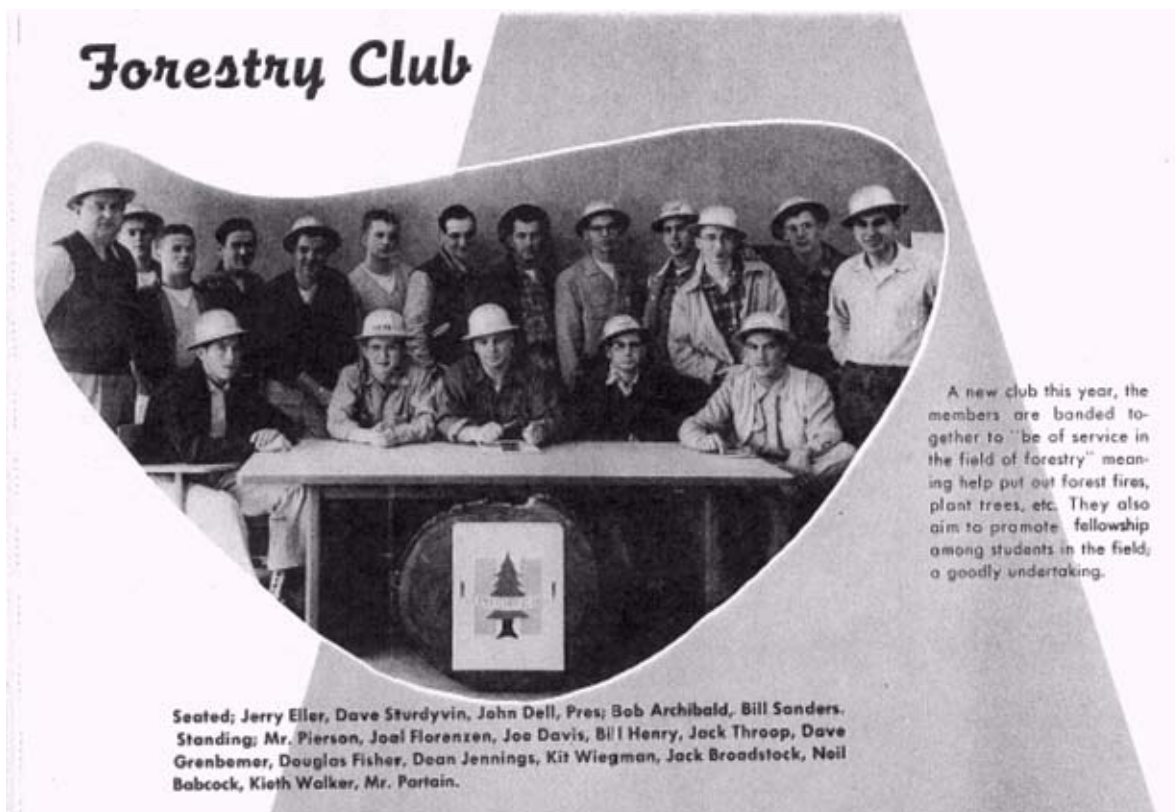 Forestry Club
A new club this year, the
members are banded to-
gether to "be of service in
the field of forestry" mean-
ing help put out forest fires,
plant trees, etc. They also
aim to promote fellowship
among students in the field;
a goodly undertaking.
Seated; Jerry Eller, Dave Sturdyvin, John Dell, Pres; Bob Archibald, Bill Sanders.
Standing; Mr. Pierson, Joel Florenzen, Joe Davis, Bill Henry, Jack Throop, Dave
Grenbemer, Douglas Fisher, Dean Jennings, Kit Wiegman, Jack Broadstock, Neil
Babcock, Kieth Walker, Mr. Partain.